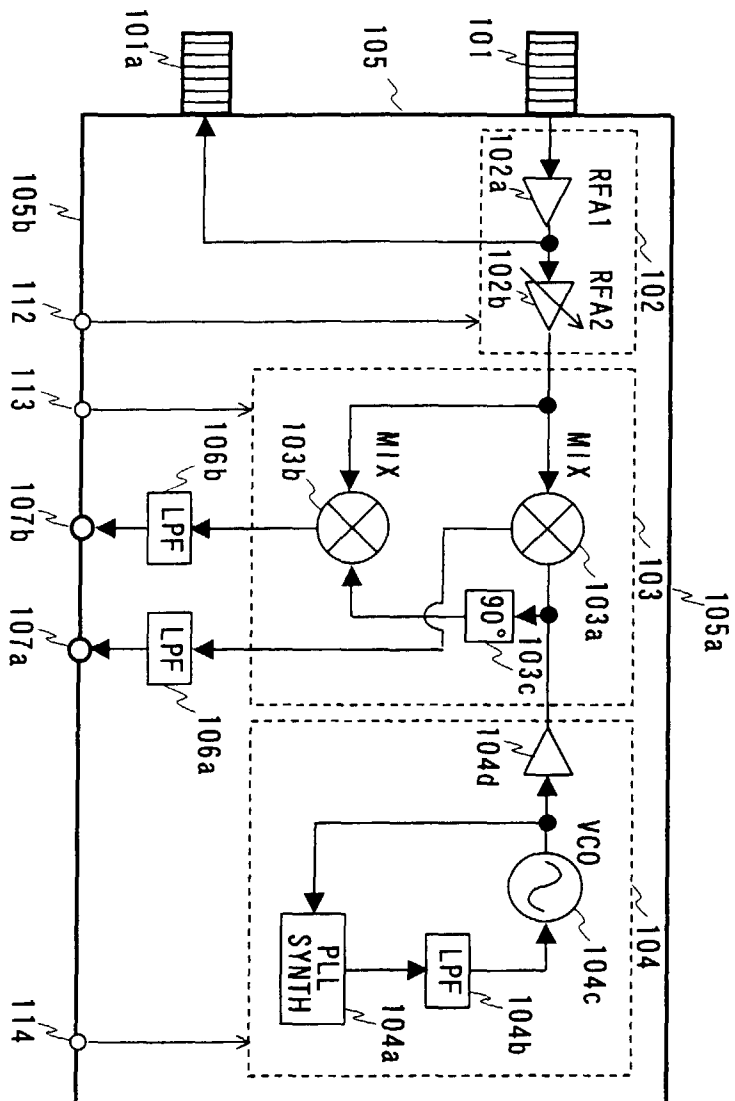 105a
102
103
104
RFA1
RFA2
MIX
103a
VCO
104c
101
102a
102b
90°
103c
104d
LPF
104b
105
MIX
103b
PLL
SYNTH
104a
101a
106b
LPF
LPF
106a
105b
112
113
107b
107a
114